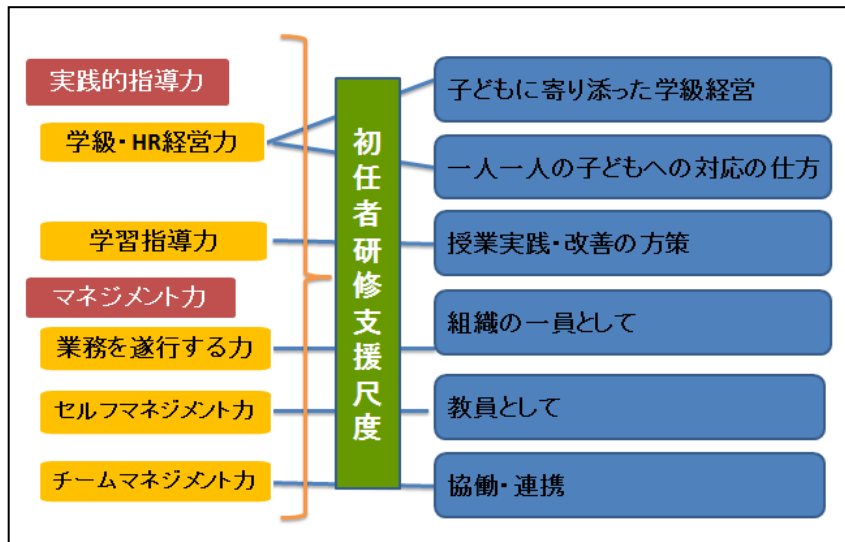 実践的指導力
学級・HR経営力
学習指導力
マネジメント力
業務を遂行する力
セルフマネジメント力
チームマネジメント力
初任者研修支援尺度
子どもに寄り添った学級経営
一人一人の子どもへの対応の仕方
授業実践・改善の方策
組織の一員として
教員として
協働・連携